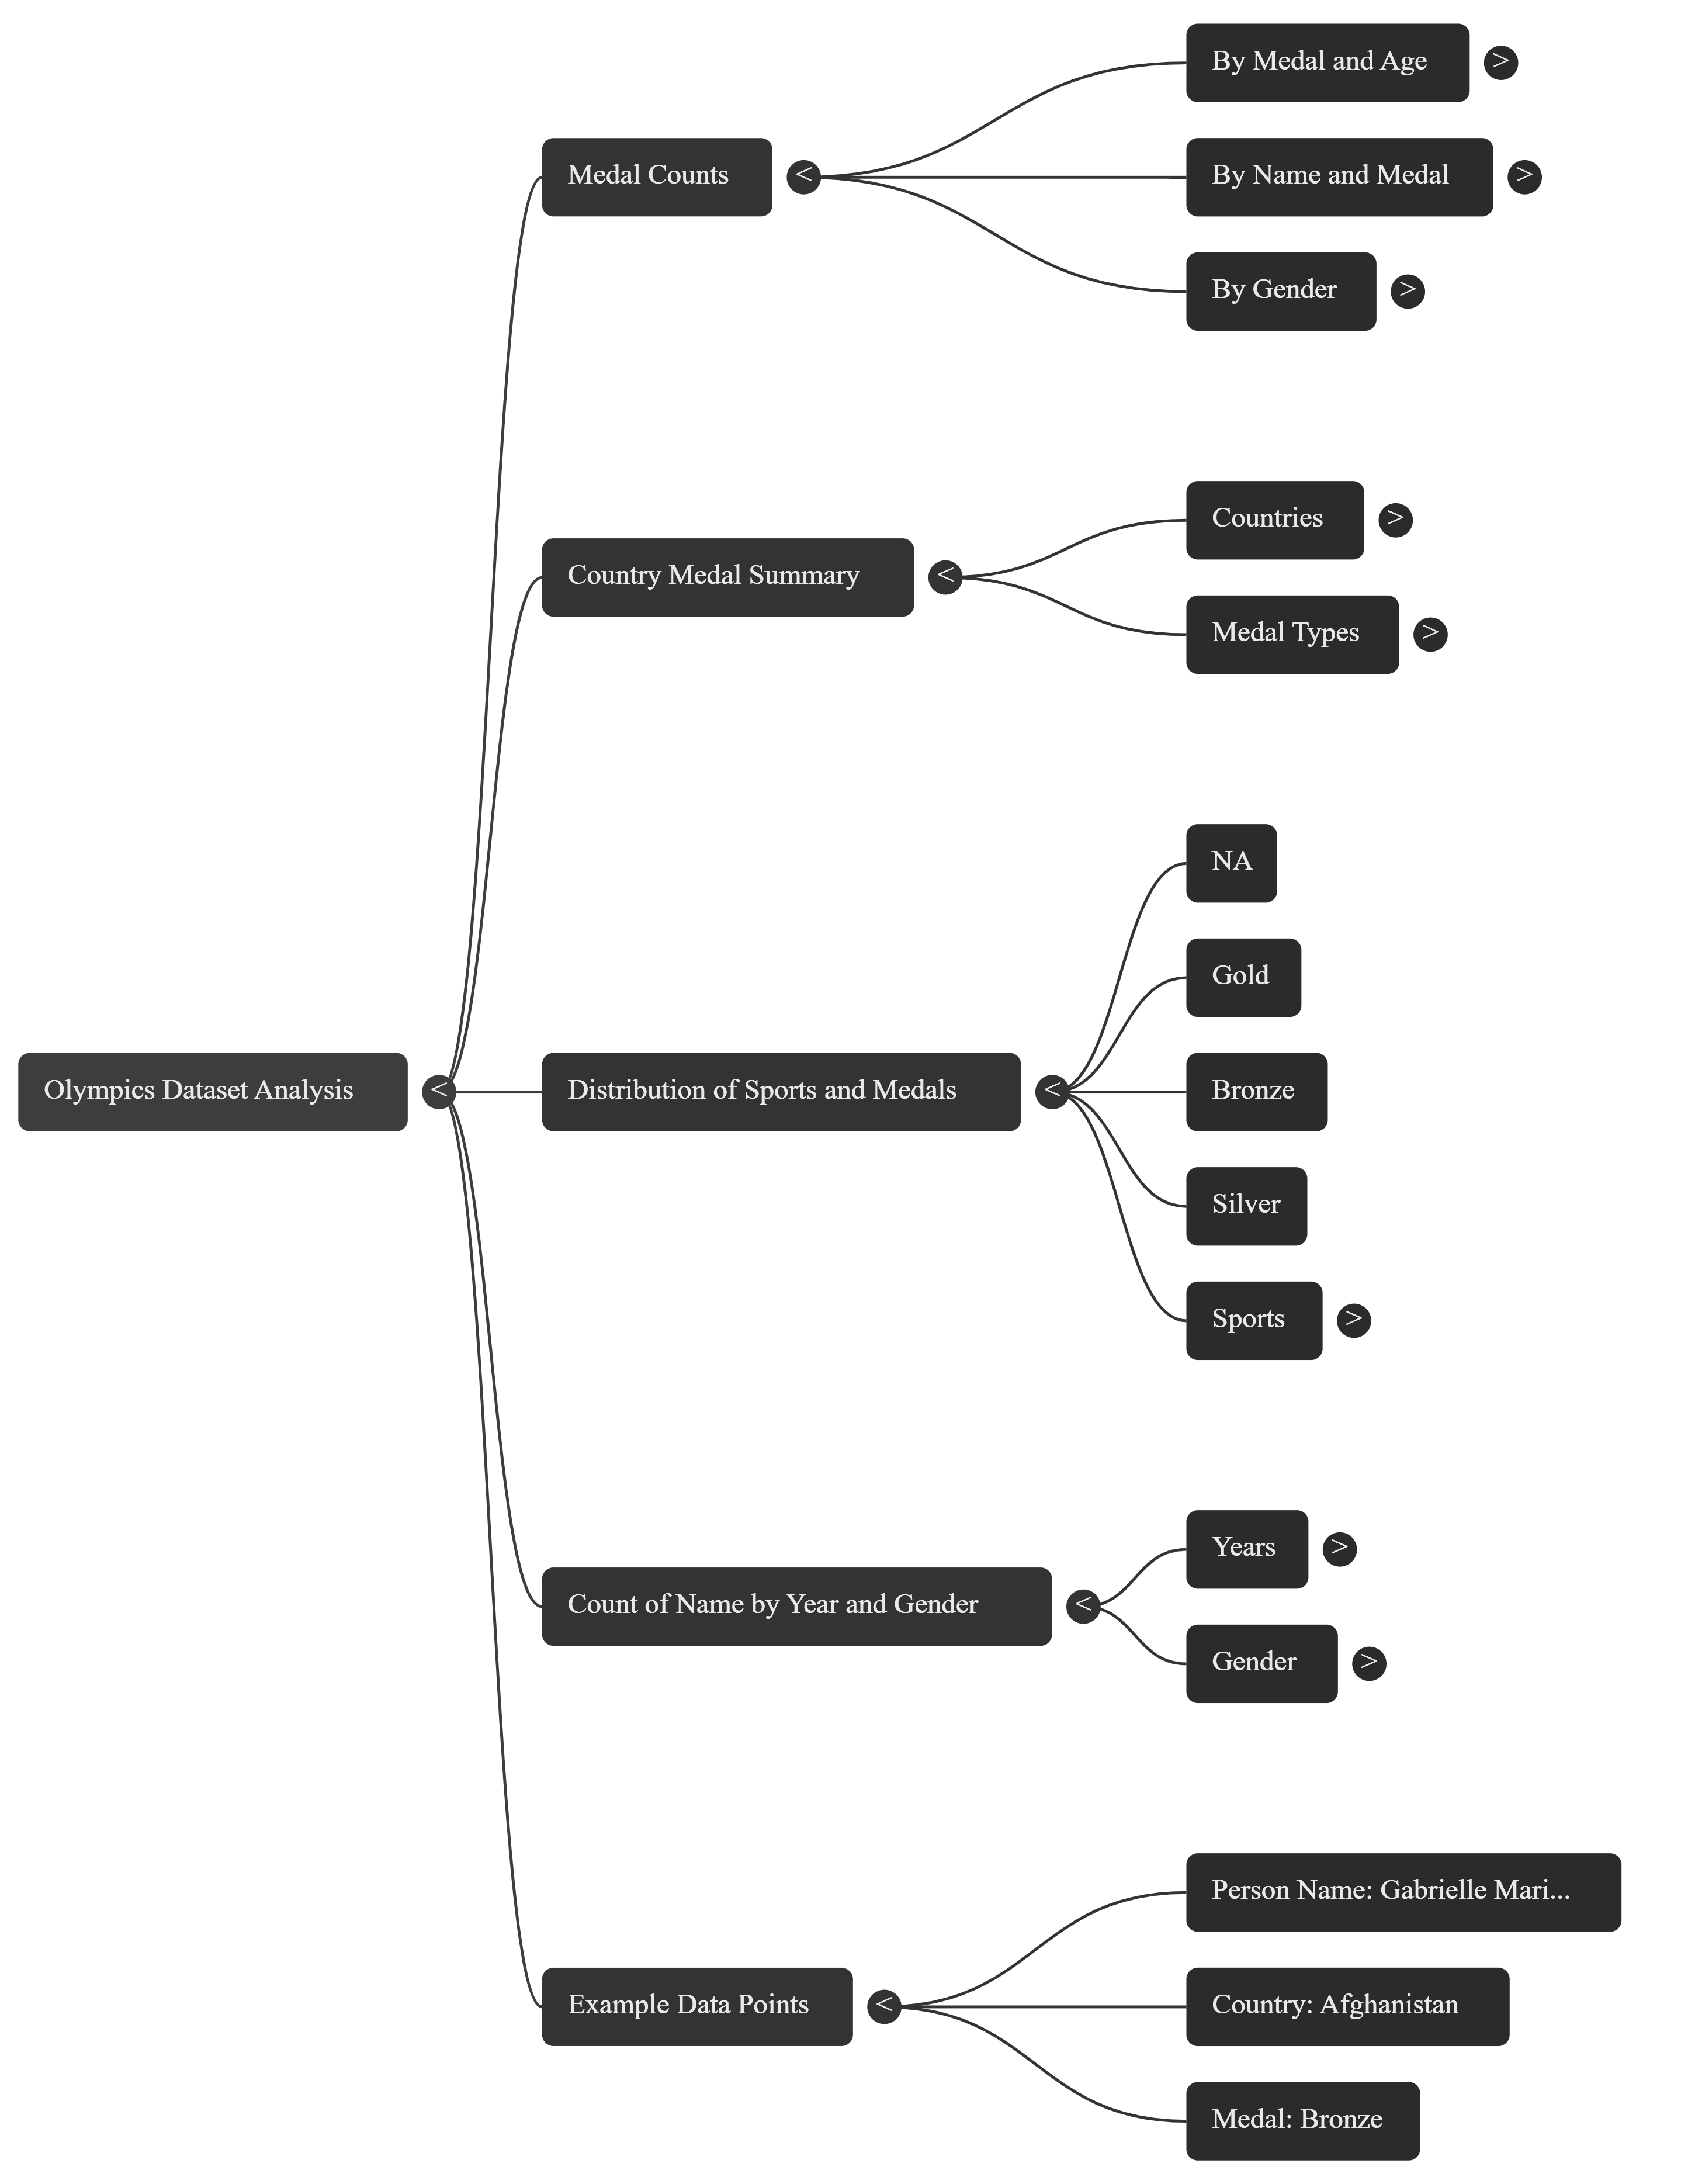 Olympics Dataset Analysis
<
Medal Counts
<
By Medal and Age
>
By Name and Medal
>
By Gender
>
Country Medal Summary
<
Countries
>
Medal Types
>
Distribution of Sports and Medals
<
NA
Gold
Bronze
Silver
Sports
>
Count of Name by Year and Gender
<
Years
>
Gender
>
Example Data Points
<
Person Name: Gabrielle Mari...
Country: Afghanistan
Medal: Bronze